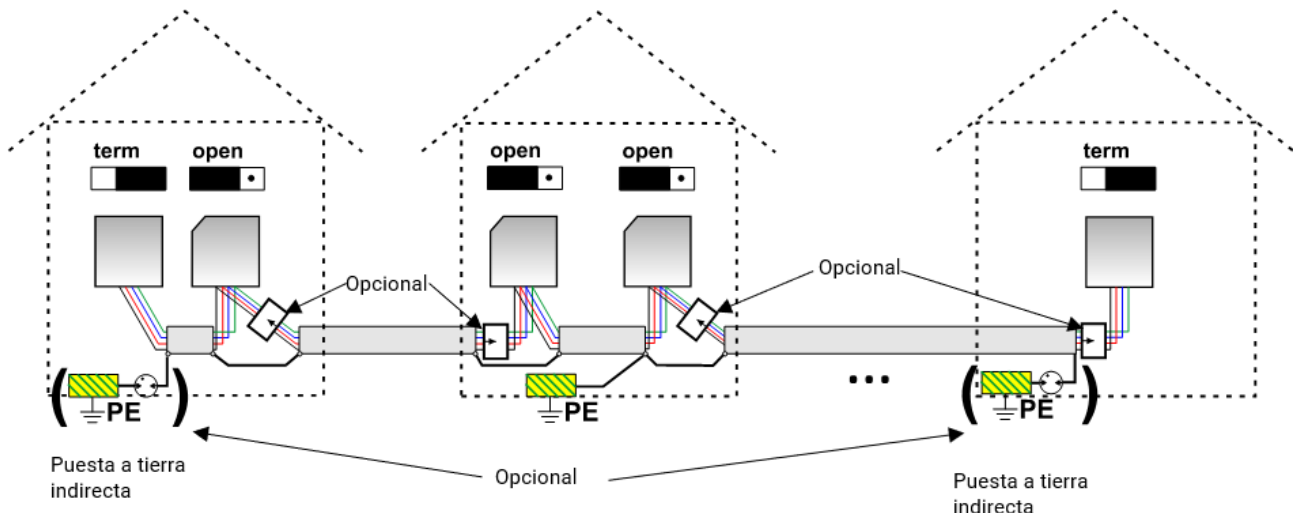 term
open
open
open
term
Opcional
Opcional
PE
PE
PE
Puesta a tierra
indirecta
Opcional
Puesta a tierra
indirecta